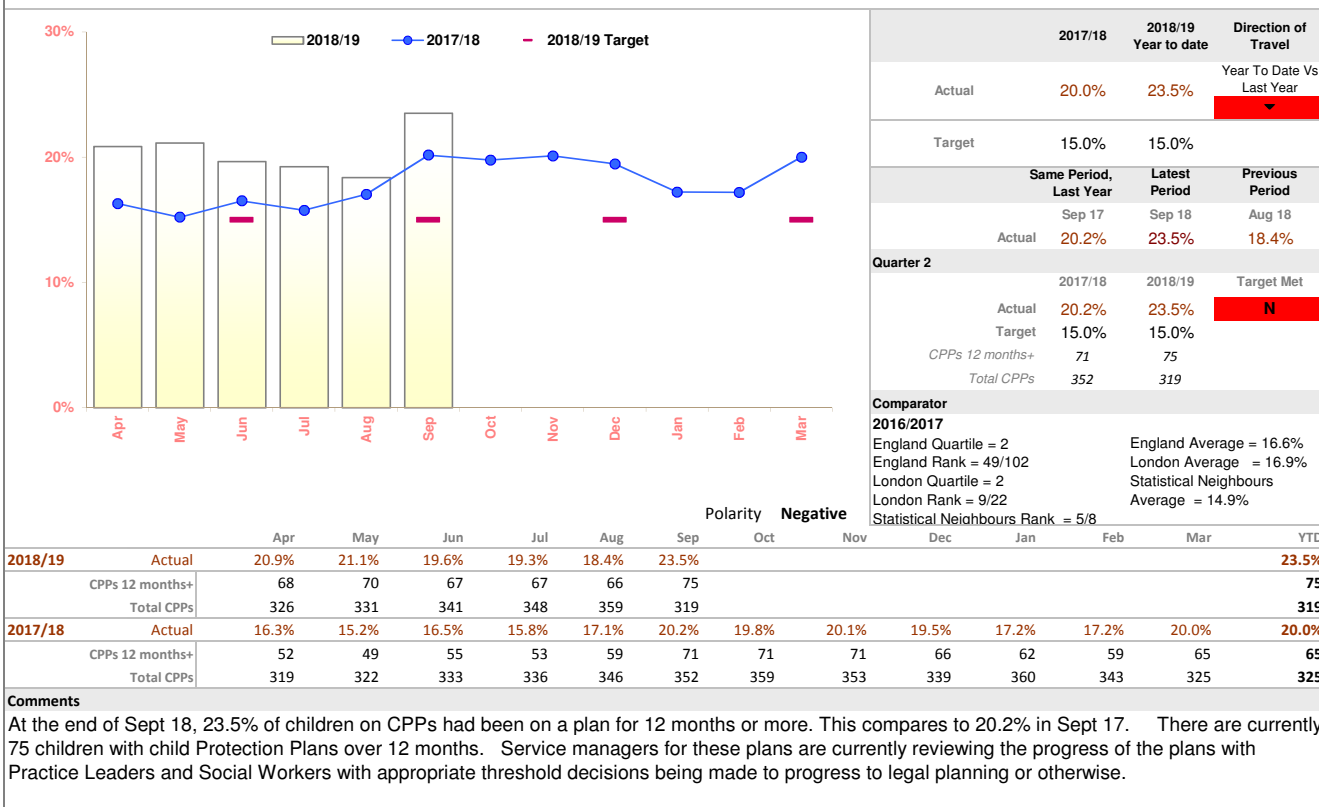 30%
20%
10%
0%
2018/19 2017/18 2018/19 Target
Apr May Jun Jul Aug Sep Oct Nov Dec Jan Feb Mar
Polarity Negative
2017/18 2018/19 Year to date Direction of Travel
Actual 20.0% 23.5% Year To Date Vs Last Year
Target 15.0% 15.0%
Same Period, Last Year Latest Period Previous Period
Sep 17 Sep 18 Aug 18
Actual 20.2% 23.5% 18.4%
Quarter 2
2017/18 2018/19 Target Met
Actual 20.2% 23.5% N
Target 15.0% 15.0%
CPPs 12 months+ 71 75
Total CPPs 352 319
Comparator
2016/2017
England Quartile = 2 England Average = 16.6%
England Rank = 49/102 London Average = 16.9%
London Quartile = 2 Statistical Neighbours
London Rank = 9/22 Average = 14.9%
Statistical Neighbours Rank = 5/8
Apr May Jun Jul Aug Sep Oct Nov Dec Jan Feb Mar YTD
2018/19 Actual 20.9% 21.1% 19.6% 19.3% 18.4% 23.5% 23.5%
CPPs 12 months+ 68 70 67 67 66 75 75
Total CPPs 326 331 341 348 359 319 319
2017/18 Actual 16.3% 15.2% 16.5% 15.8% 17.1% 20.2% 19.8% 20.1% 19.5% 17.2% 17.2% 20.0% 20.0%
CPPs 12 months+ 52 49 55 53 59 71 71 71 66 62 59 65 65
Total CPPs 319 322 333 336 346 352 359 353 339 360 343 325 325
Comments
At the end of Sept 18, 23.5% of children on CPPs had been on a plan for 12 months or more. This compares to 20.2% in Sept 17. There are currently
75 children with child Protection Plans over 12 months. Service managers for these plans are currently reviewing the progress of the plans with
Practice Leaders and Social Workers with appropriate threshold decisions being made to progress to legal planning or otherwise.